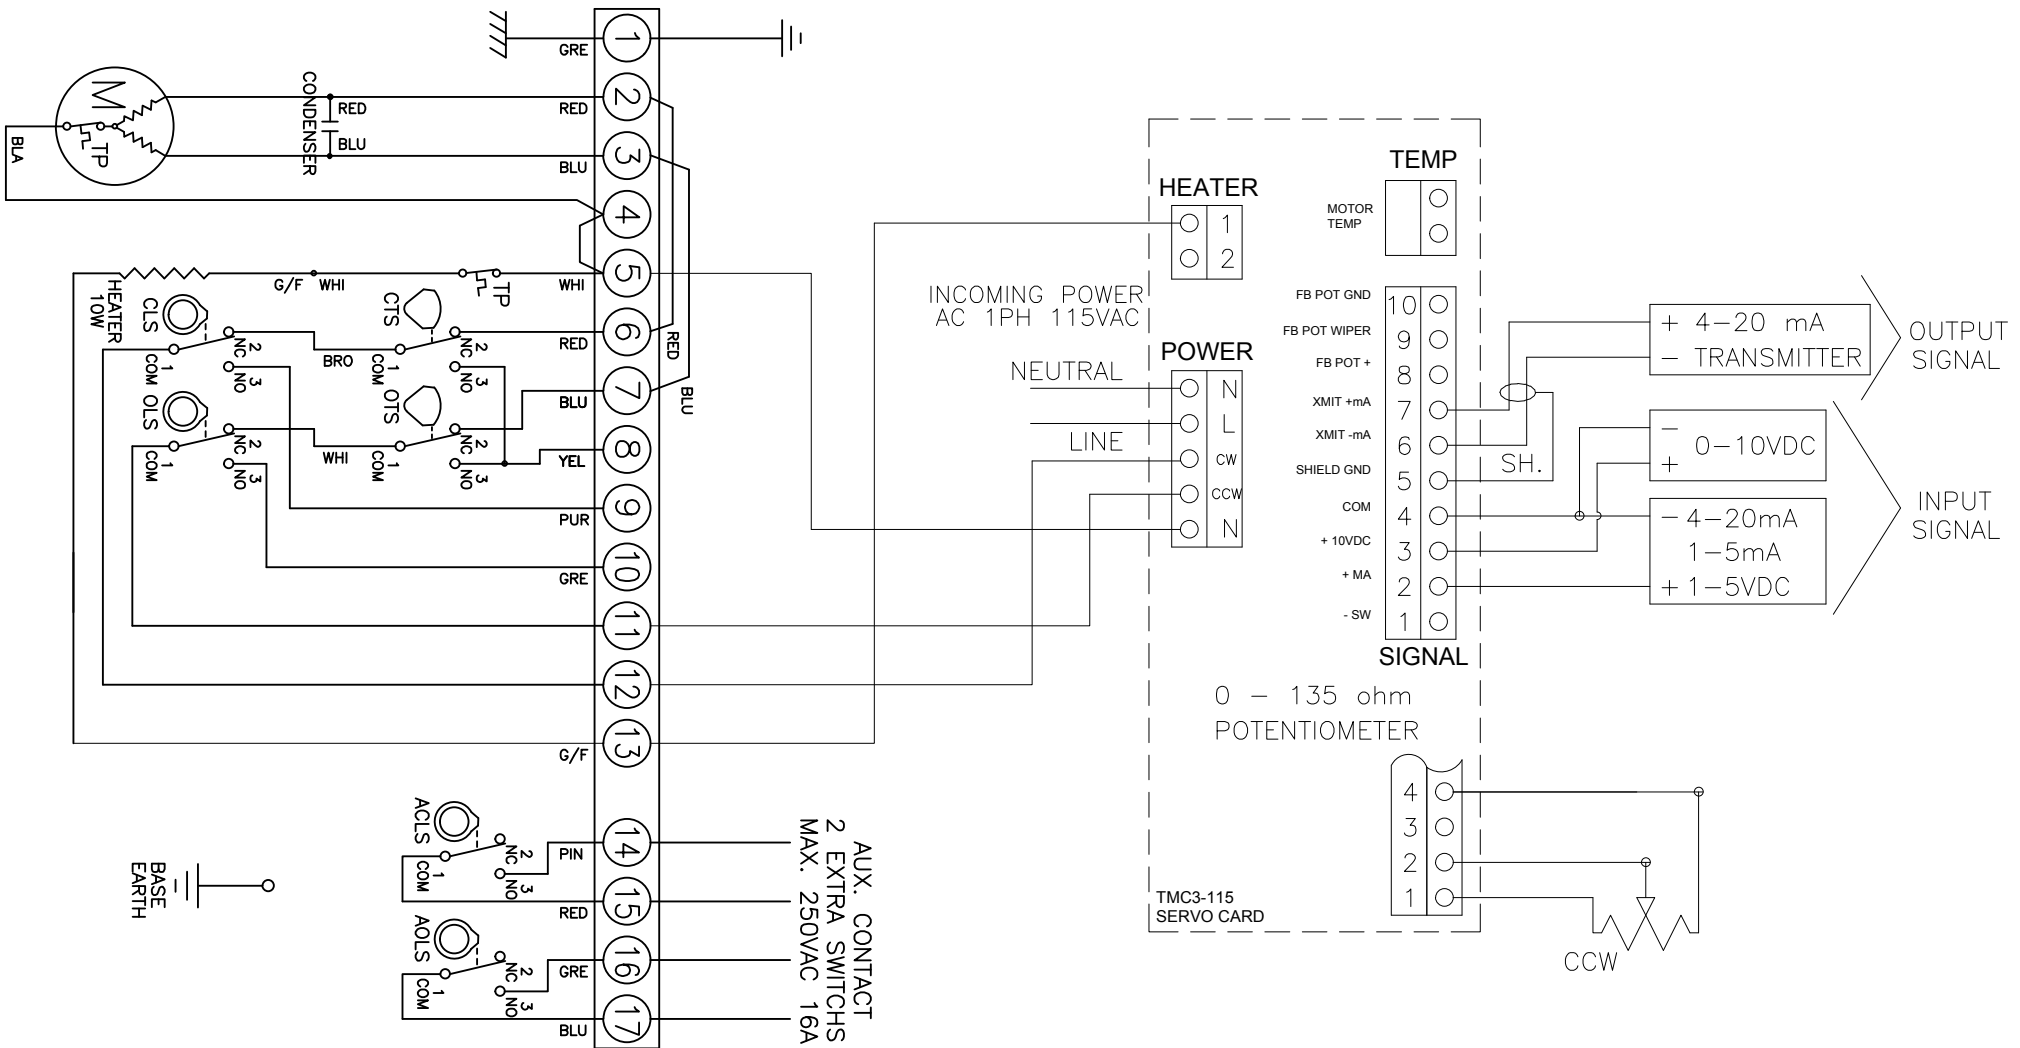 1
GRE
2
RED
RED
CONDENSER
BLU
M
TP
BLA
3
BLU
4
5
WHI
TP
G/F WHI
HEATER
10W
CLS
CTS
6
RED
RED
2
NC
3
NO
1
COM
BRO
2
NC
3
NO
1
COM
OLS
OTS
7
BLU
BLU
2
NC
3
NO
1
COM
WHI
2
NC
3
NO
1
COM
8
YEL
9
PUR
10
GRE
11
12
13
G/F
ACLS
2
NC
3
NO
1
COM
14
PIN
15
RED
AOLS
2
NC
3
NO
1
COM
16
GRE
17
BLU
BASE
EARTH
AUX. CONTACT
2 EXTRA SWITCHS
MAX. 250VAC 16A
INCOMING POWER
AC 1PH 115VAC
NEUTRAL
LINE
HEATER
1
2
POWER
N
L
CW
CCW
N
TEMP
MOTOR
TEMP
FB POT GND 10
FB POT WIPER 9
FB POT + 8
XMIT +mA 7
XMIT -mA 6
SHIELD GND 5
COM 4
+ 10VDC 3
+ MA 2
- SW 1
SIGNAL
SH.
+ 4-20 mA
- TRANSMITTER
OUTPUT
SIGNAL
-
0-10VDC
+
- 4-20mA
1-5mA
+ 1-5VDC
INPUT
SIGNAL
0 - 135 ohm
POTENTIOMETER
4
3
2
1
CCW
TMC3-115
SERVO CARD